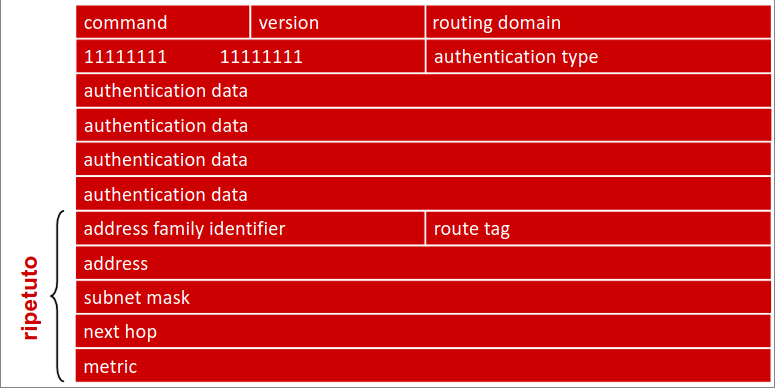 command version routing domain
11111111 11111111 authentication type
authentication data
authentication data
authentication data
authentication data
address family identifier route tag
address
subnet mask
next hop
metric
ripetuto